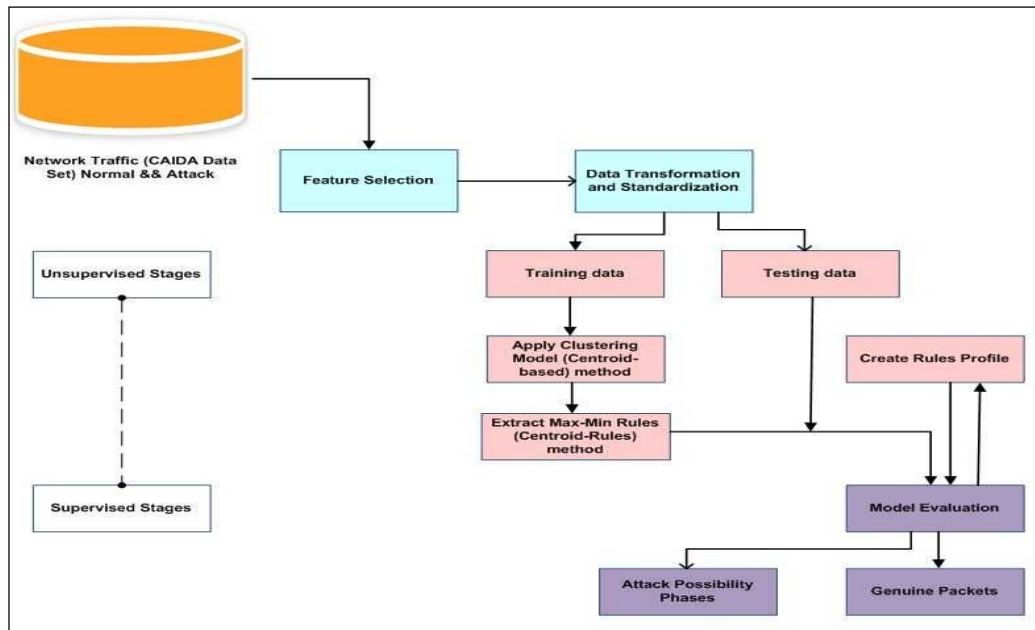 Network Traffic (CAIDA Data
Set) Normal && Attack
Feature Selection
Data Transformation
and Standardization
Unsupervised Stages
Training data
Testing data
Apply Clustering
Model (Centroid-
based) method
Create Rules Profile
Extract Max-Min Rules
(Centroid-Rules)
method
Supervised Stages
Model Evaluation
Attack Possibility
Phases
Genuine Packets